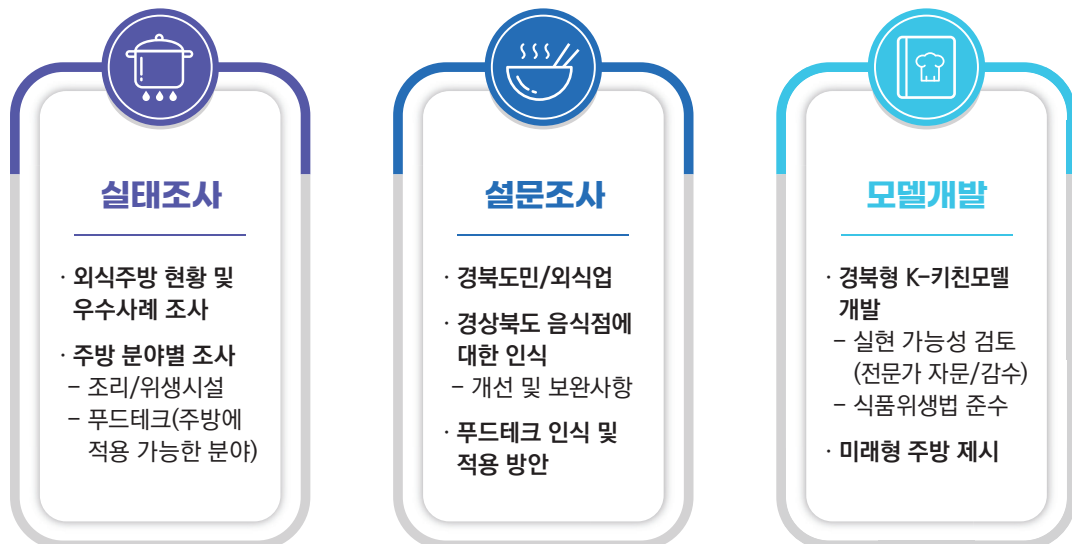 실태조사
· 외식주방 현황 및
우수사례 조사
· 주방 분야별 조사
- 조리/위생시설
- 푸드테크(주방에
적용 가능한 분야)
설문조사
· 경북도민/외식업
· 경상북도 음식점에
대한 인식
- 개선 및 보완사항
· 푸드테크 인식 및
적용 방안
모델개발
· 경북형 K-키친모델
개발
- 실현 가능성 검토
(전문가 자문/감수)
- 식품위생법 준수
· 미래형 주방 제시